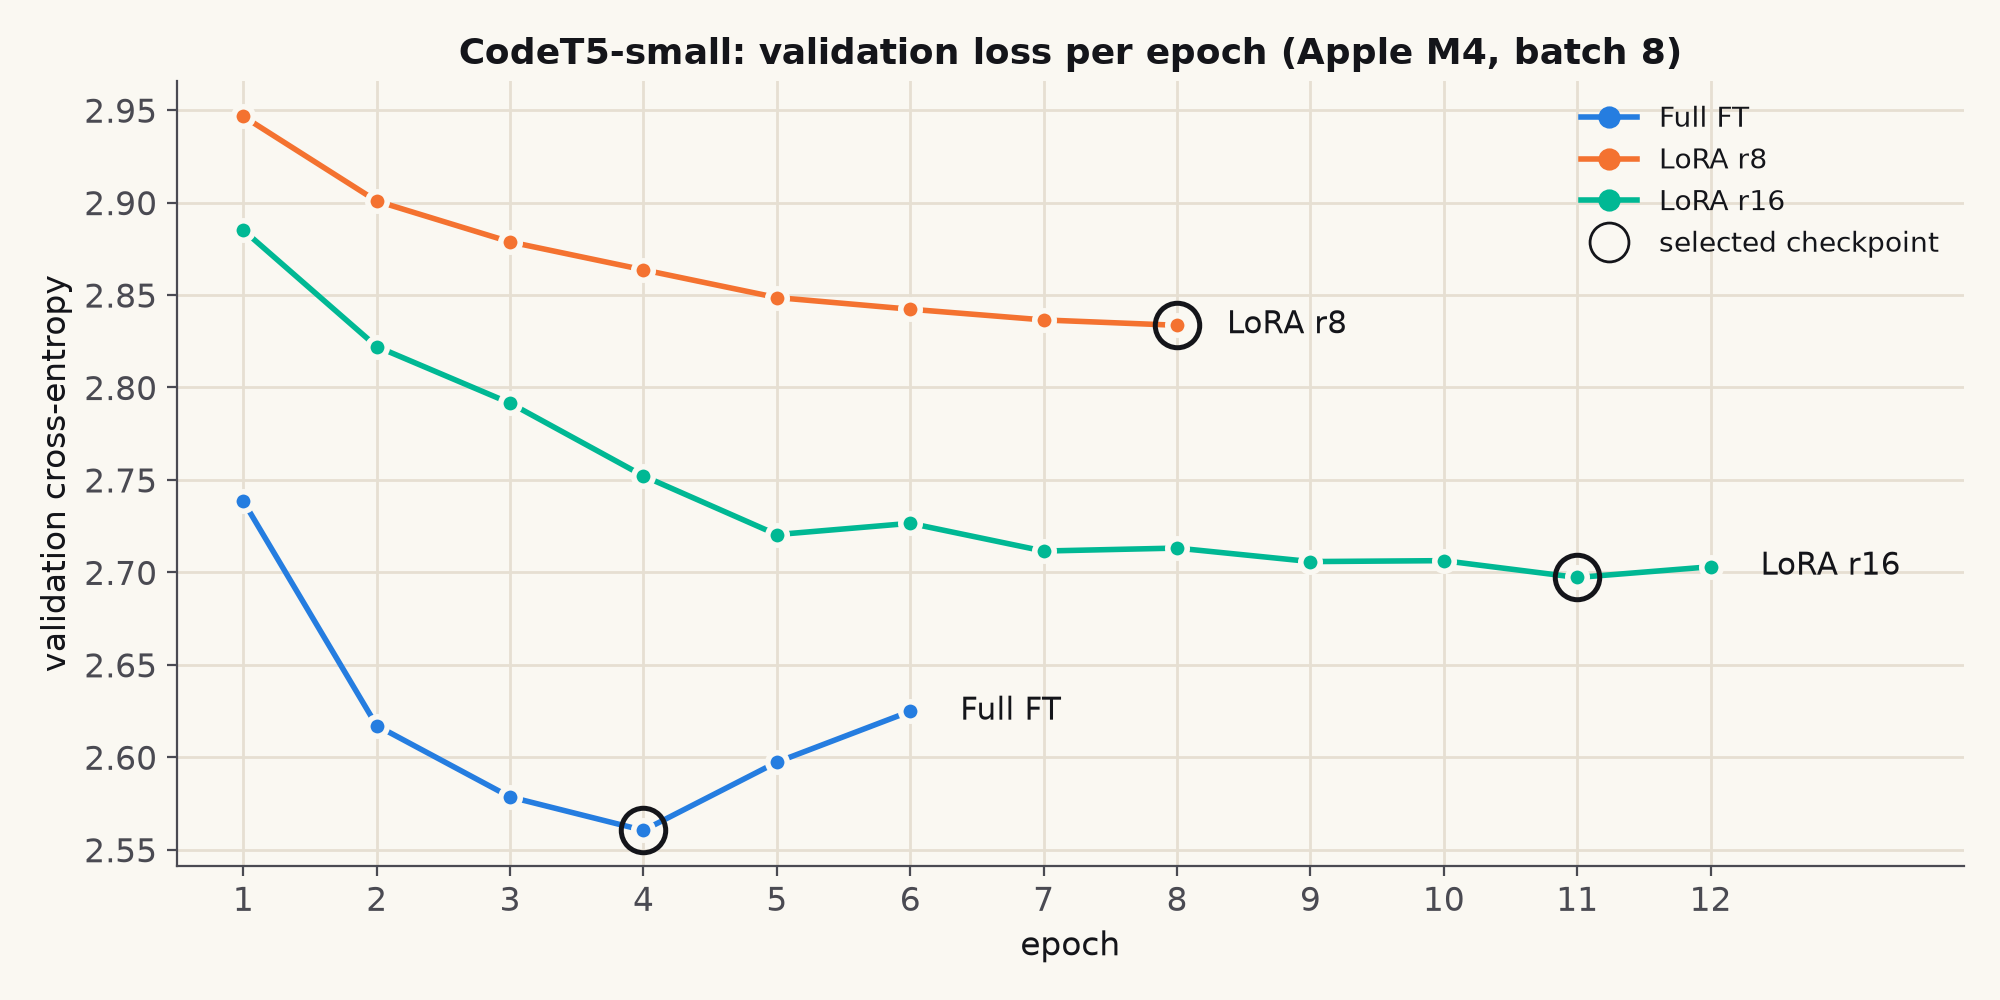 CodeT5-small: validation loss per epoch (Apple M4, batch 8)
validation cross-entropy
2.95
2.90
2.85
2.80
2.75
2.70
2.65
2.60
2.55
Full FT
LoRA r8
LoRA r16
selected checkpoint
LoRA r8
LoRA r16
Full FT
1 2 3 4 5 6 7 8 9 10 11 12
epoch